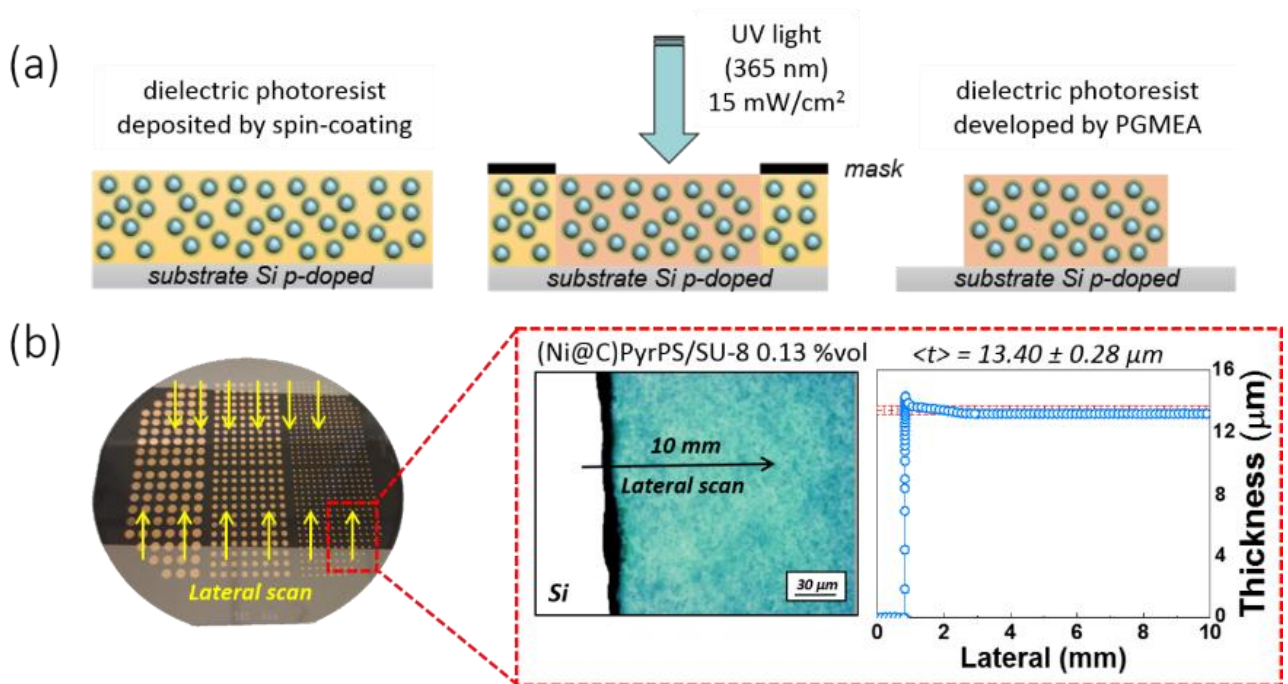 (a)
dielectric photoresist
deposited by spin-coating
substrate Si p-doped
UV light
(365 nm)
15 mW/cm²
mask
substrate Si p-doped
dielectric photoresist
developed by PGMEA
substrate Si p-doped
(b)
Lateral scan
(Ni@C)PyrPS/SU-8 0.13 %vol
10 mm
Lateral scan
Si
30 µm
<t> = 13.40 ± 0.28 µm
16
12
8
4
0
Thickness (µm)
0 2 4 6 8 10
Lateral (mm)